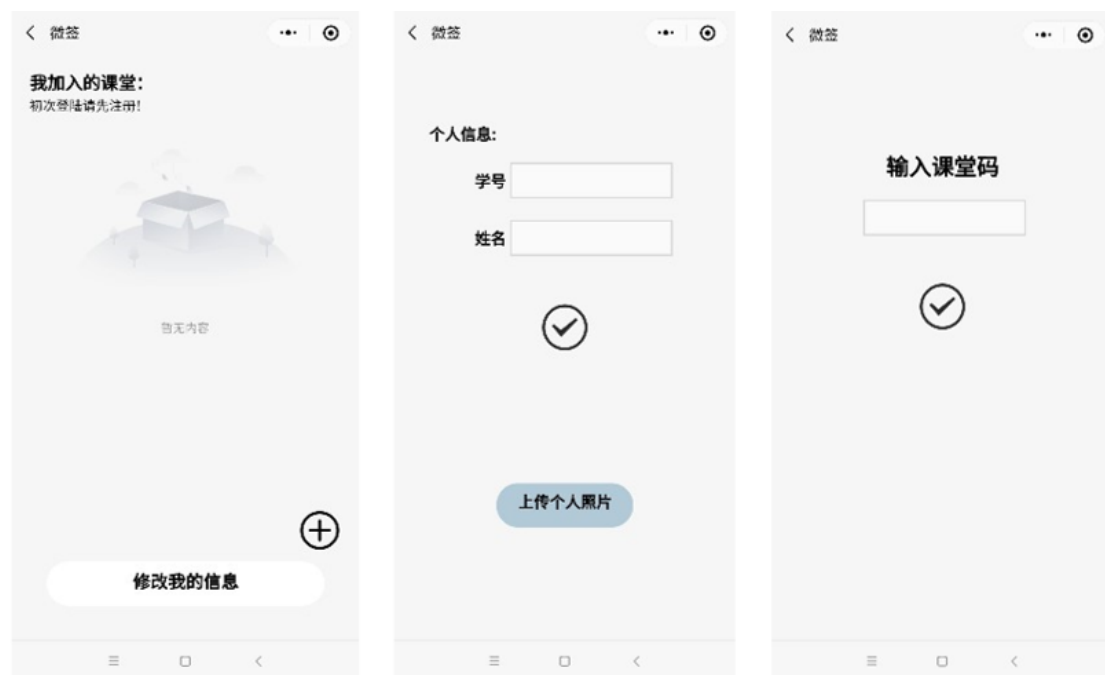 微签
我加入的课堂:
初次登陆请先注册!
暂无内容
修改我的信息
微签
个人信息:
学号
姓名
上传个人照片
微签
输入课堂码